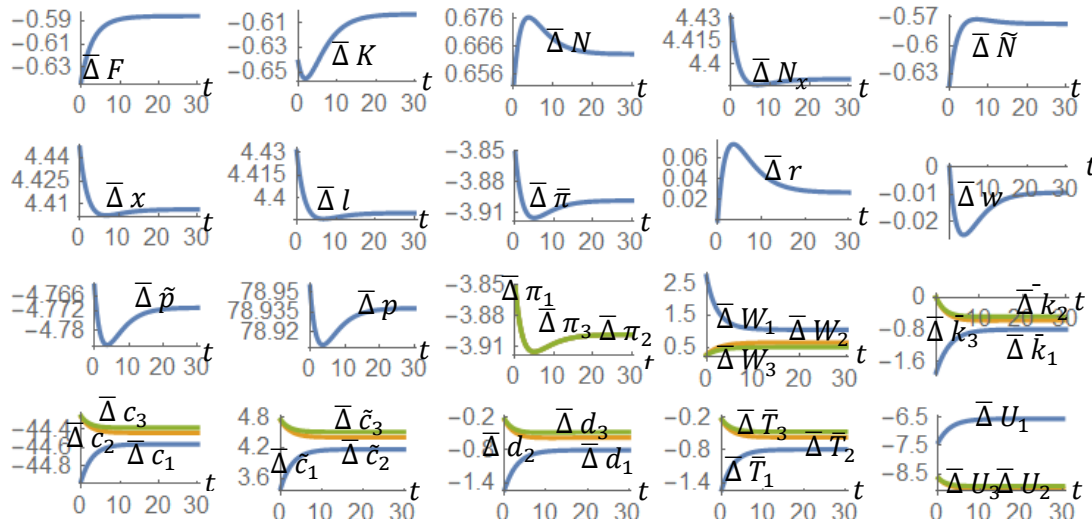 −0.59 −0.61 0.676 4.43 −0.57
−0.61 −0.63 0.666 4.4 −0.6
−0.63 −0.65 0.656 −0.63
Δ̄ F Δ̄ K Δ̄ N Δ̄ Nₓ Δ̄ Ñ
0 10 20 30 t 0 10 20 30 t 0 10 20 30 t 0 10 20 30 t 0 10 20 30 t
4.44 4.43 −3.85 0.06 0
4.425 4.415 −3.88 0.04 −0.01
4.41 4.4 −3.91 0.02 −0.02
0.00
Δ̄ x Δ̄ l Δ̄ π̄ Δ̄ r Δ̄ w
0 10 20 30 t 0 10 20 30 t 0 10 20 30 t 0 10 20 30 t 10 20 30 t
−4.766 78.95 −3.85 2.5 0
−4.772 78.935 −3.88 1.5 −0.8
−4.78 78.92 −3.91 0.5 −1.6
Δ̄ p̃ Δ̄ p Δ̄ π₁ Δ̄ π₃ Δ̄ π₂ Δ̄ W₁ Δ̄ W₂ Δ̄ W₃ Δ̄ k̄₂ Δ̄ k̄₃ Δ̄ k̄₁
0 10 20 30 t 0 10 20 30 t 0 10 20 30 t 0 10 20 30 t 10 20 30 t
−44.4 4.8 −0.2 −0.2 −6.5
−44.6 4.2 −0.8 −0.8 −7.5
−44.8 3.6 −1.4 −1.4 −8.5
Δ̄ c₃ Δ̄ c₂ Δ̄ c₁ Δ̄ c̃₃ Δ̄ c̃₁ Δ̄ c̃₂ Δ̄ d₃ Δ̄ d₂ Δ̄ d₁ Δ̄ T̄₃ Δ̄ T̄₂ Δ̄ T̄₁ Δ̄ U₁ Δ̄ U₃ Δ̄ U₂
0 10 20 30 t 0 10 20 30 t 0 10 20 30 t 0 10 20 30 t 0 10 20 30 t